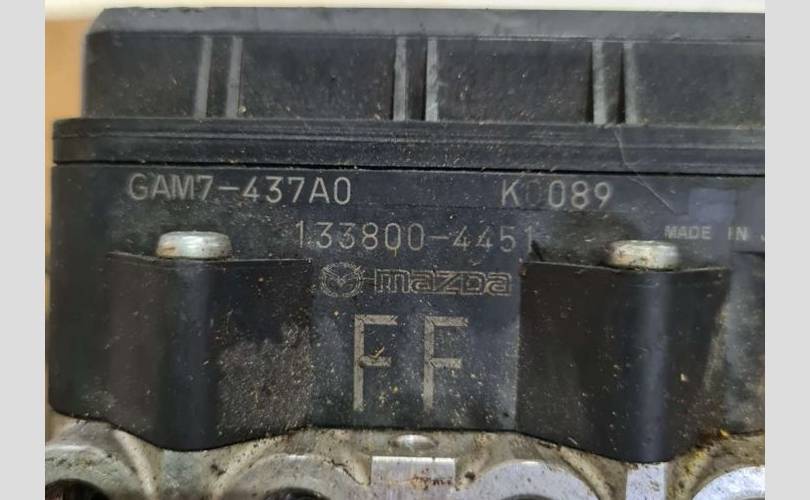 GAM7-437A0 K0089
133800-4451
MADE IN
mazda
FF